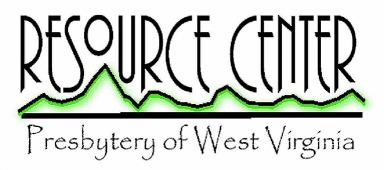 RESOURCE CENTER
Presbytery of West Virginia